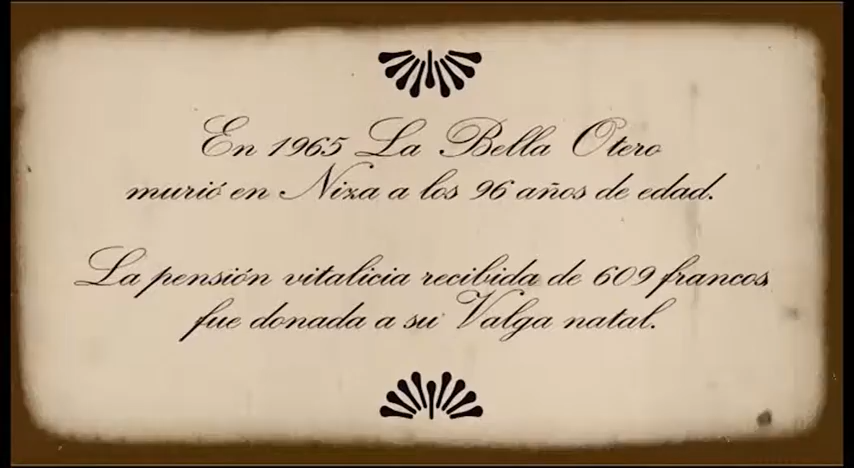 En 1965 La Bella Otero
murió en Niza a los 96 años de edad.
La pensión vitalicia recibida de 609 francos
fue donada a su Valga natal.